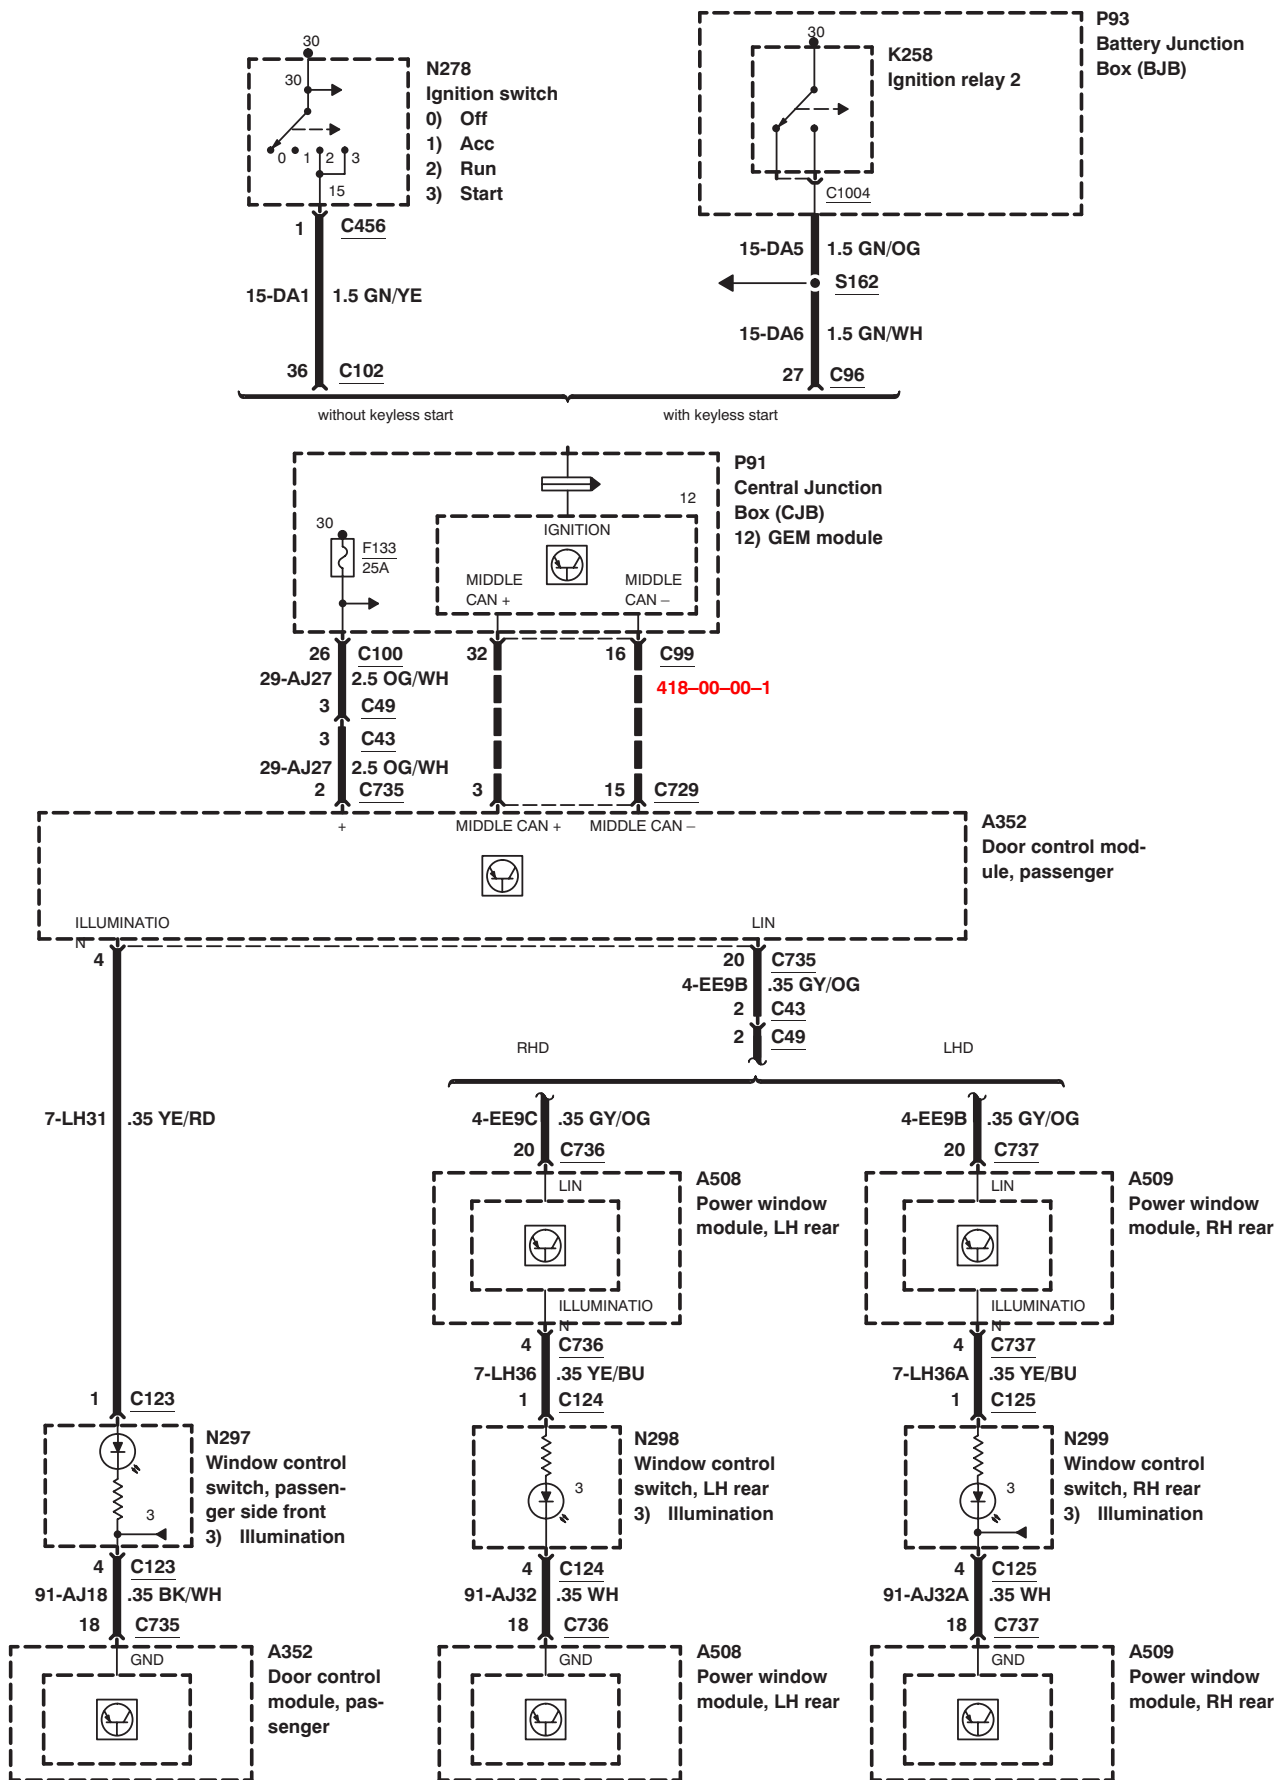 P93
Battery Junction
Box (BJB)
30
K258
Ignition relay 2
C1004
30
30
N278
Ignition switch
0) Off
1) Acc
2) Run
3) Start
0 1 2 3
15
1 C456
15-DA1 1.5 GN/YE
36 C102
15-DA5 1.5 GN/OG
S162
15-DA6 1.5 GN/WH
27 C96
without keyless start with keyless start
P91
Central Junction
Box (CJB)
12) GEM module
12
IGNITION
30
F133
25A
MIDDLE
CAN +
MIDDLE
CAN –
26 C100 32 16 C99
29-AJ27 2.5 OG/WH
418–00–00–1
3 C49
3 C43
29-AJ27 2.5 OG/WH
2 C735 3 15 C729
+ MIDDLE CAN + MIDDLE CAN –
A352
Door control mod-
ule, passenger
ILLUMINATIO
N
LIN
4 20 C735
4-EE9B .35 GY/OG
2 C43
2 C49
RHD LHD
7-LH31 .35 YE/RD
4-EE9C .35 GY/OG 4-EE9B .35 GY/OG
20 C736 20 C737
LIN
A508
Power window
module, LH rear
LIN
A509
Power window
module, RH rear
ILLUMINATIO
N
ILLUMINATIO
N
4 C736 4 C737
7-LH36 .35 YE/BU 7-LH36A .35 YE/BU
1 C123 1 C124 1 C125
N297
Window control
switch, passen-
ger side front
3) Illumination
3
N298
Window control
switch, LH rear
3) Illumination
3
N299
Window control
switch, RH rear
3) Illumination
3
4 C123 4 C124 4 C125
91-AJ18 .35 BK/WH 91-AJ32 .35 WH 91-AJ32A .35 WH
18 C735 18 C736 18 C737
GND
A352
Door control
module, pas-
senger
GND
A508
Power window
module, LH rear
GND
A509
Power window
module, RH rear